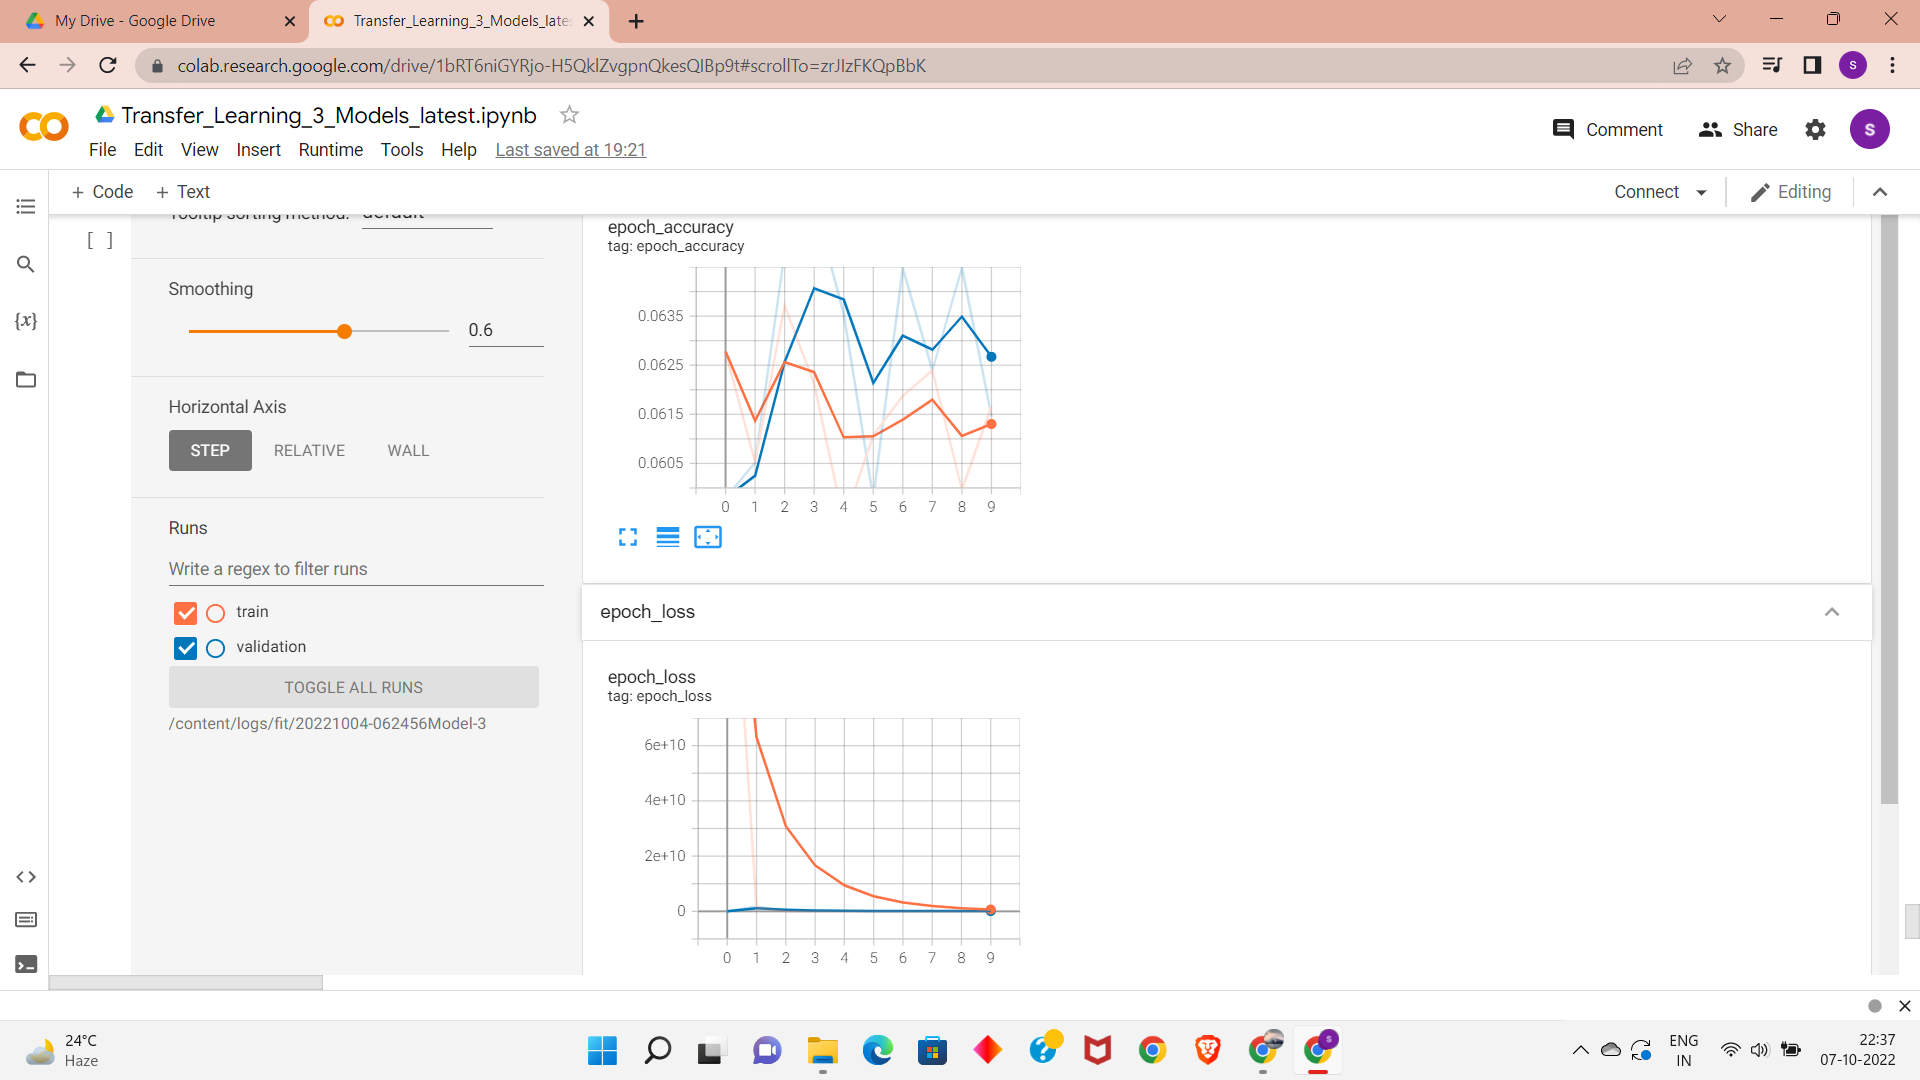 My Drive - Google Drive
Transfer_Learning_3_Models_late
colab.research.google.com/drive/1bRT6niGYRjo-H5QklZvgpnQkesQIBp9t#scrollTo=zrJIzFKQpBbK
s
Transfer_Learning_3_Models_latest.ipynb
File Edit View Insert Runtime Tools Help Last saved at 19:21
Comment Share s
+ Code + Text
Connect Editing
[ ]
Tooltip sorting method: default
Smoothing
0.6
Horizontal Axis
STEP RELATIVE WALL
Runs
Write a regex to filter runs
train
validation
TOGGLE ALL RUNS
/content/logs/fit/20221004-062456Model-3
{x}
epoch_accuracy
tag: epoch_accuracy
0.0635
0.0625
0.0615
0.0605
0 1 2 3 4 5 6 7 8 9
epoch_loss
epoch_loss
tag: epoch_loss
6e+10
4e+10
2e+10
0
0 1 2 3 4 5 6 7 8 9
24°C
Haze
s
ENG
IN
22:37
07-10-2022